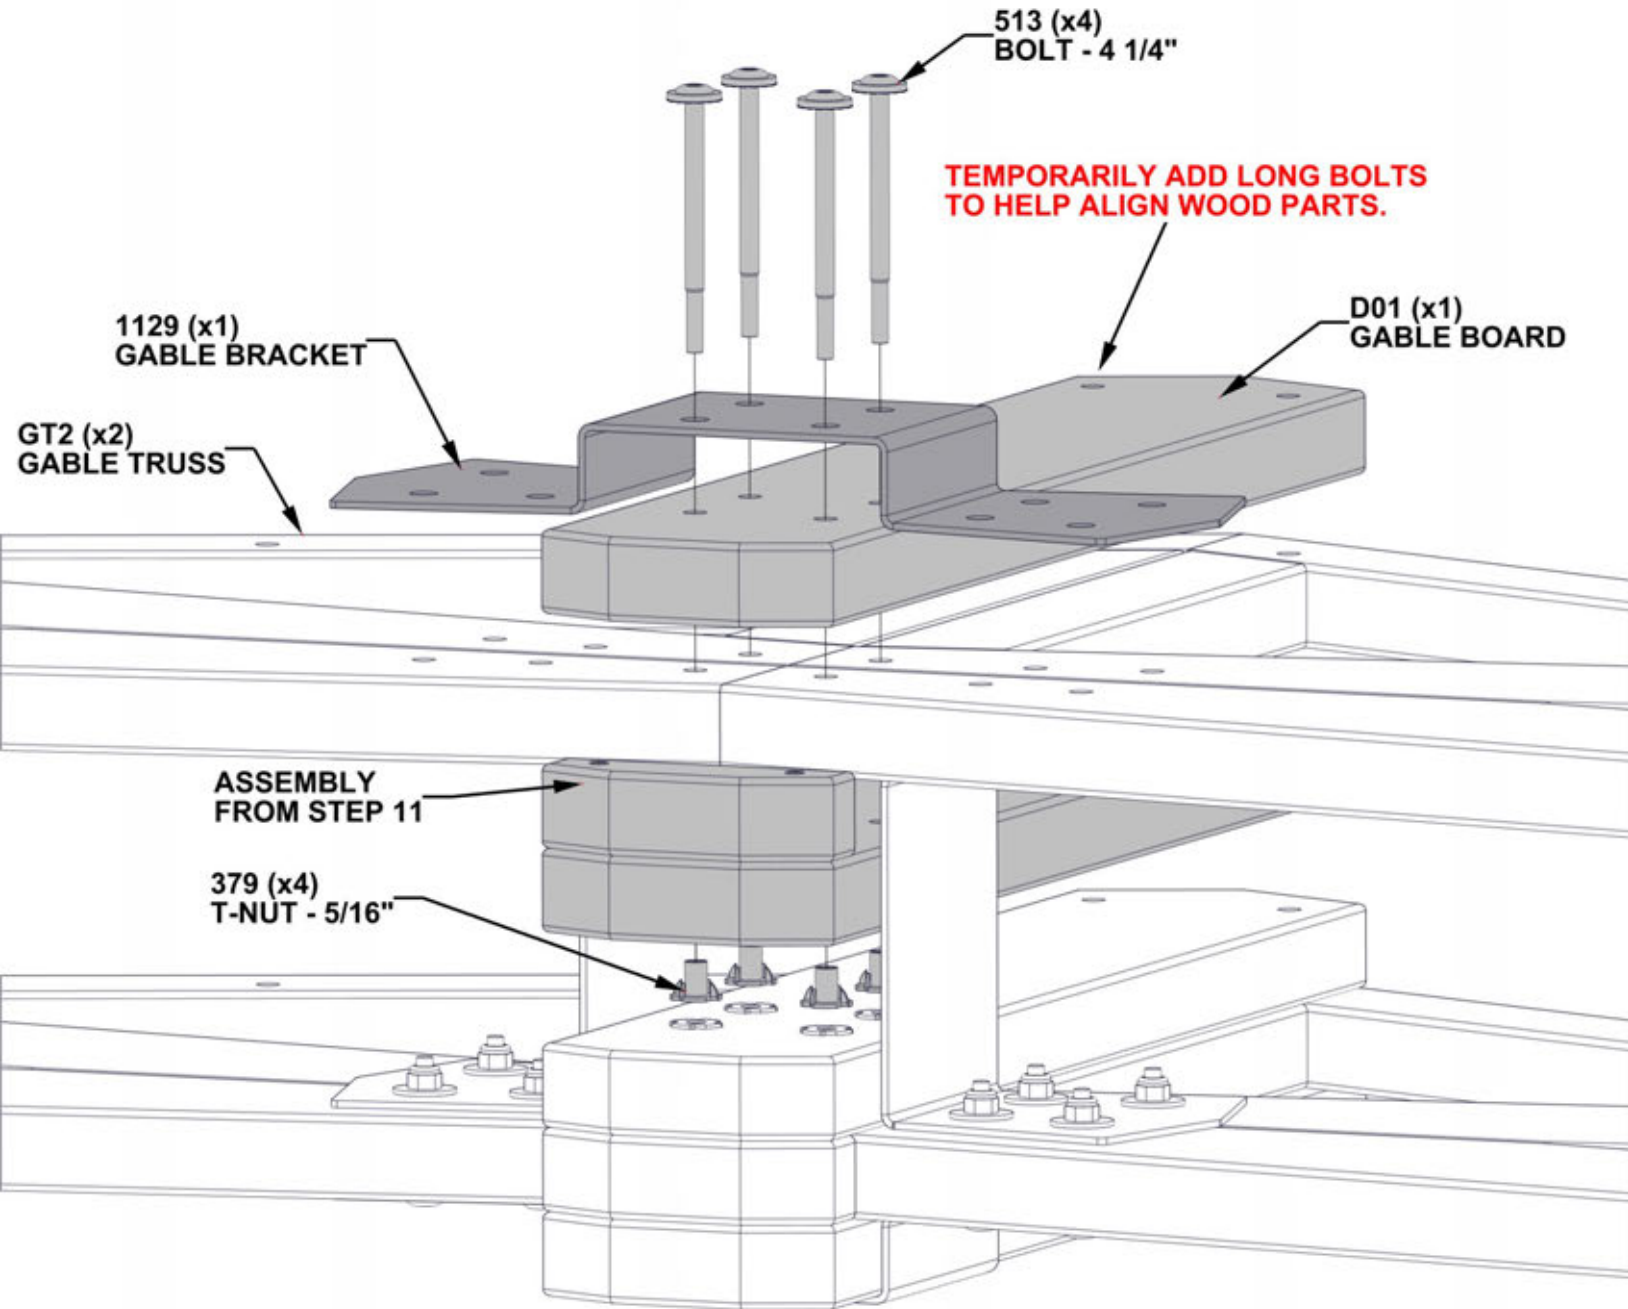 513 (x4)
BOLT - 4 1/4"
TEMPORARILY ADD LONG BOLTS
TO HELP ALIGN WOOD PARTS.
1129 (x1)
GABLE BRACKET
D01 (x1)
GABLE BOARD
GT2 (x2)
GABLE TRUSS
ASSEMBLY
FROM STEP 11
379 (x4)
T-NUT - 5/16"